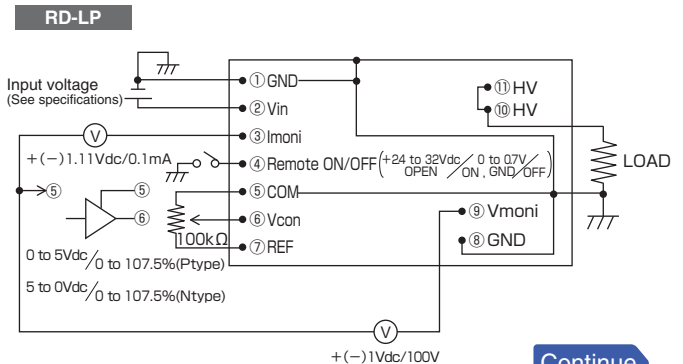 RD-LP
Input voltage
(See specifications)
①GND
②Vin
③Imoni
④Remote ON/OFF(+24 to 32Vdc OPEN/0 to 0.7V ON, GND/OFF)
⑤COM
⑥Vcon
⑦REF
⑪HV
⑩HV
⑨Vmoni
⑧GND
LOAD
V
+(−)1.11Vdc/0.1mA
⑤
⑤
⑥
100kΩ
0 to 5Vdc/0 to 107.5%(Ptype)
5 to 0Vdc/0 to 107.5%(Ntype)
V
+(−)1Vdc/100V
Continue